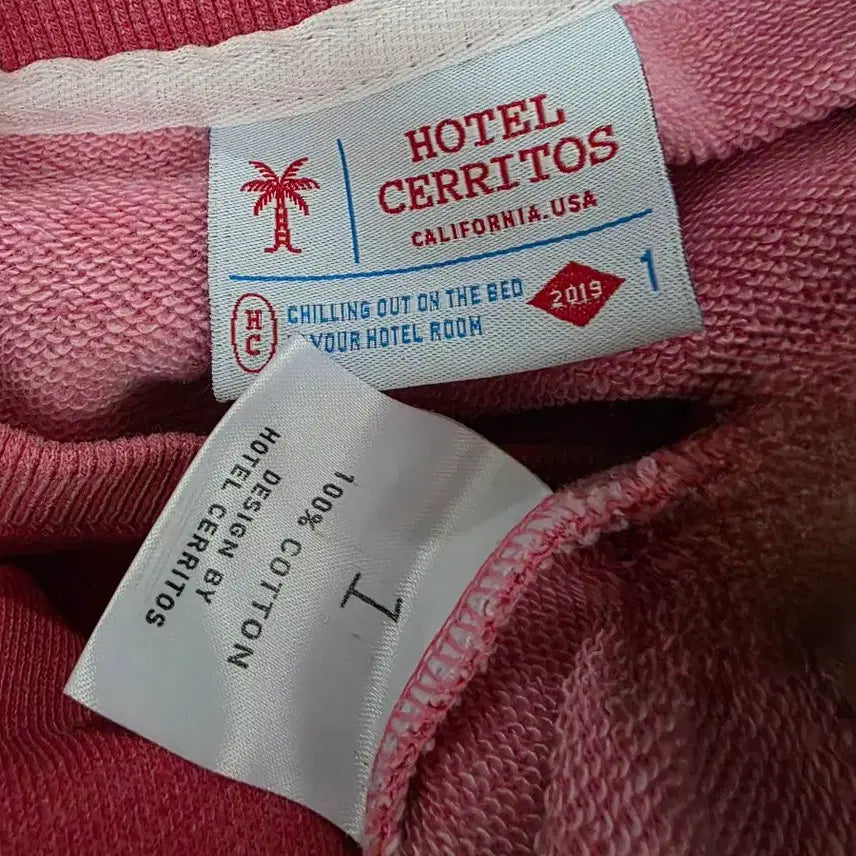 HOTEL
CERRITOS
CALIFORNIA.USA
HC
CHILLING OUT ON THE BED
YOUR HOTEL ROOM
2019
1
100% COTTON
1
DESIGN BY
HOTEL CERRITOS